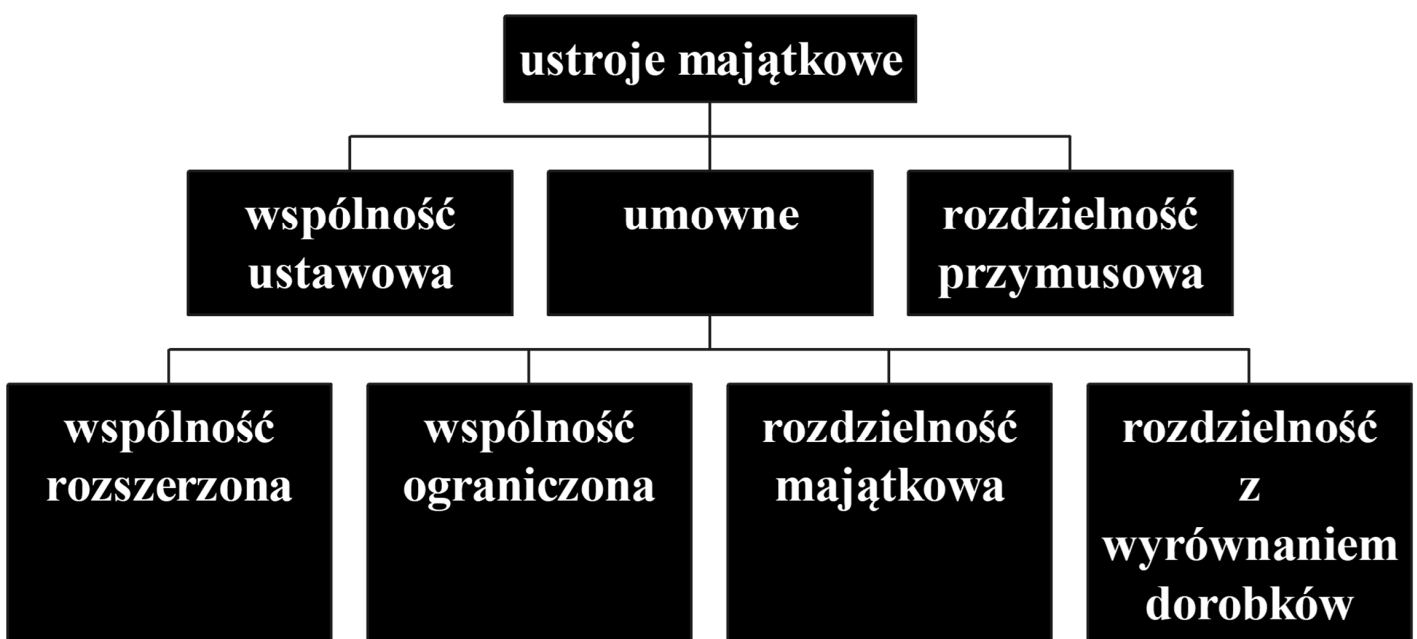 ustroje majątkowe
wspólność
ustawowa
umowne
rozdzielność
przymusowa
wspólność
rozszerzona
wspólność
ograniczona
rozdzielność
majątkowa
rozdzielność
z
wyrównaniem
dorobków